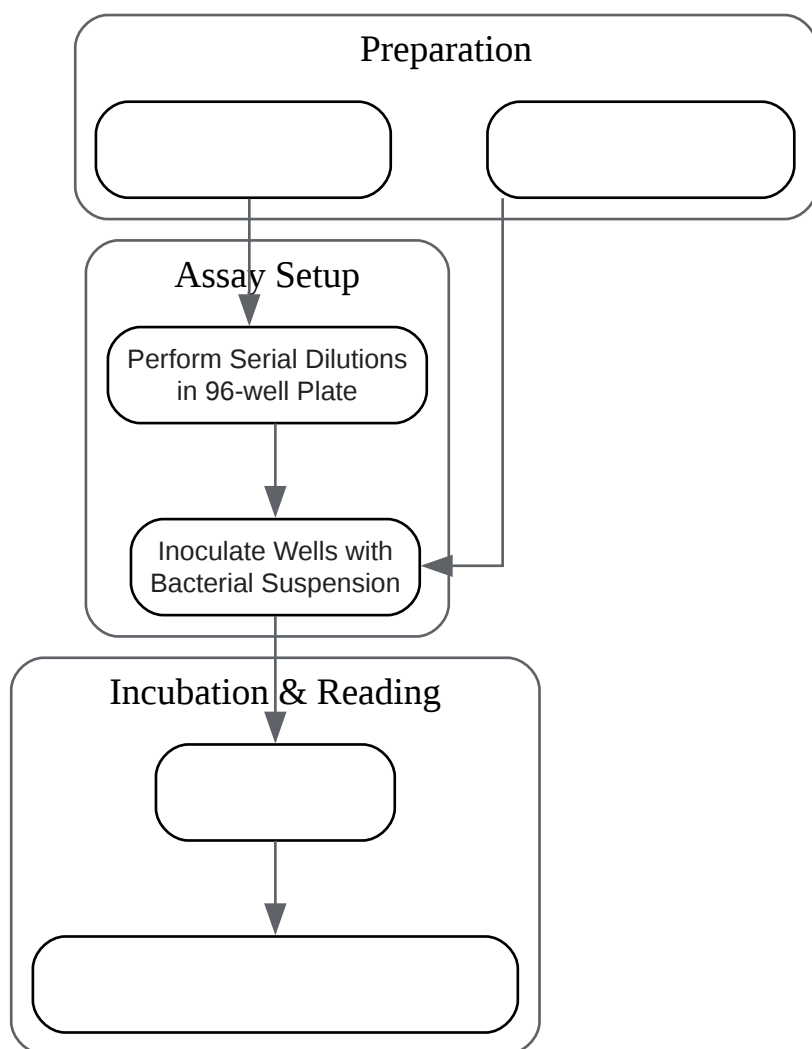 Preparation
Assay Setup
Perform Serial Dilutions
in 96-well Plate
Inoculate Wells with
Bacterial Suspension
Incubation & Reading